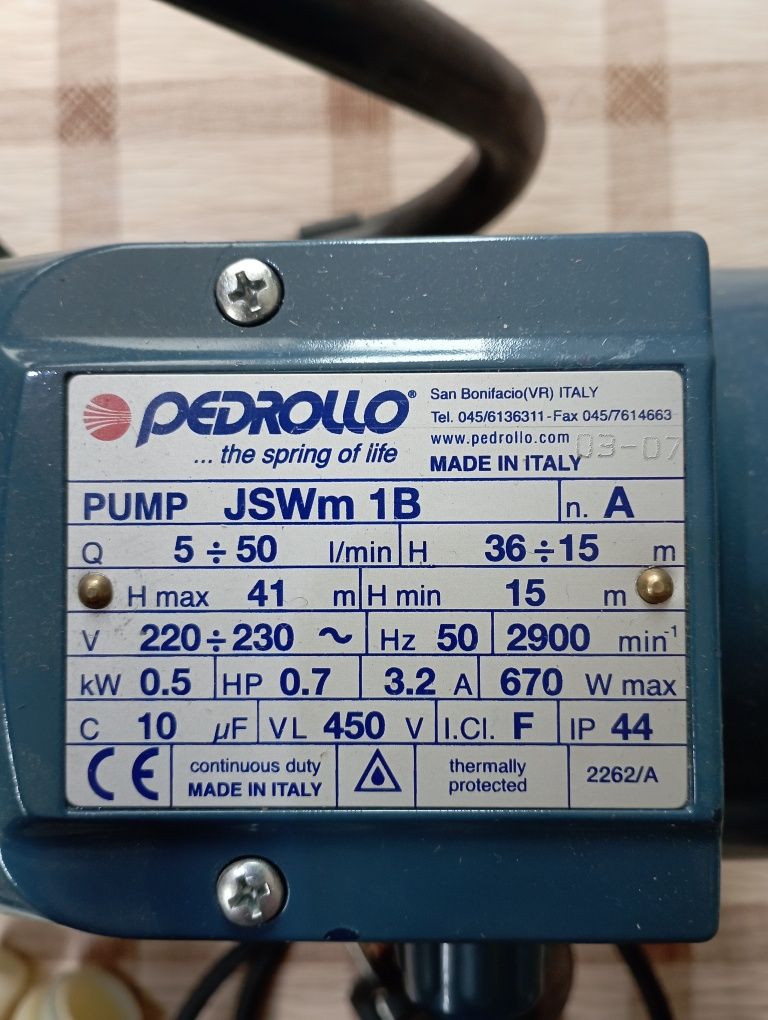 PEDROLLO®
... the spring of life
San Bonifacio(VR) ITALY
Tel. 045/6136311 - Fax 045/7614663
www.pedrollo.com
MADE IN ITALY
03-07
PUMP JSWm 1B n. A
Q 5 ÷ 50 l/min H 36 ÷ 15 m
H max 41 m H min 15 m
V 220 ÷ 230 ~ Hz 50 2900 min⁻¹
kW 0.5 HP 0.7 3.2 A 670 W max
C 10 µF VL 450 V I.Cl. F IP 44
CE continuous duty thermally 2262/A
MADE IN ITALY protected